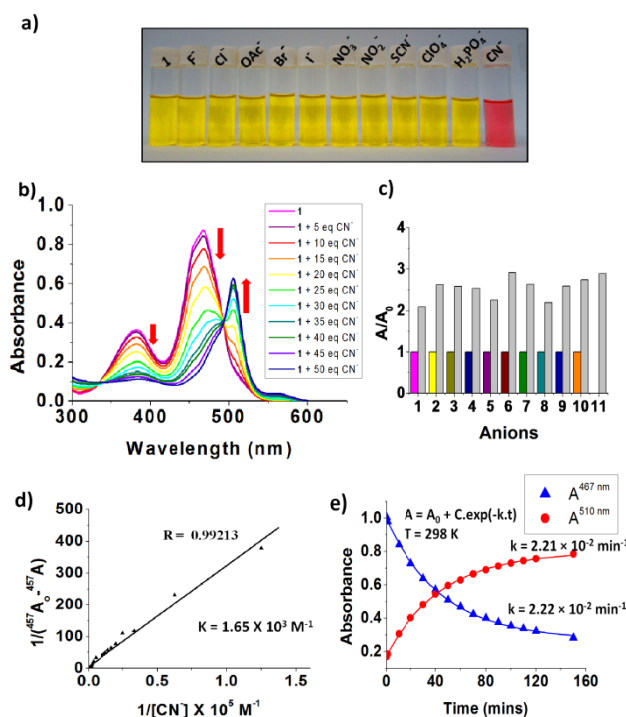 a)
1 F⁻ Cl⁻ OAc⁻ Br⁻ I⁻ NO₃⁻ NO₂⁻ SCN⁻ ClO₄⁻ H₂PO₄⁻ CN⁻
b)
Absorbance
1.0
0.8
0.6
0.4
0.2
0.0
300 400 500 600
Wavelength (nm)
1
1 + 5 eq CN⁻
1 + 10 eq CN⁻
1 + 15 eq CN⁻
1 + 20 eq CN⁻
1 + 25 eq CN⁻
1 + 30 eq CN⁻
1 + 35 eq CN⁻
1 + 40 eq CN⁻
1 + 45 eq CN⁻
1 + 50 eq CN⁻
c)
A/A₀
4
3
2
1
0
1 2 3 4 5 6 7 8 9 10 11
Anions
d)
1/(⁴⁵⁷A₀-⁴⁵⁷A)
500
400
300
200
100
0
R = 0.99213
K = 1.65 X 10³ M⁻¹
0.0 0.5 1.0 1.5
1/[CN⁻] X 10⁵ M⁻¹
e)
A⁴⁶⁷ ⁿᵐ
A⁵¹⁰ ⁿᵐ
Absorbance
1.0
0.8
0.6
0.4
0.2
0.0
A = A₀ + C.exp(-k.t)
T = 298 K
k = 2.21 × 10⁻² min⁻¹
k = 2.22 × 10⁻² min⁻¹
0 40 80 120 160
Time (mins)